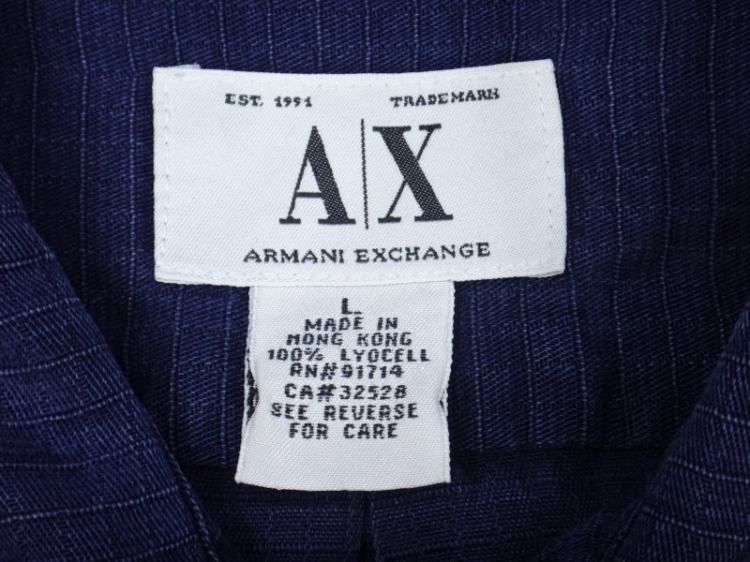 EST. 1991 TRADEMARK
A|X
ARMANI EXCHANGE
L
MADE IN
HONG KONG
100% LYOCELL
RN#91714
CA#32528
SEE REVERSE
FOR CARE